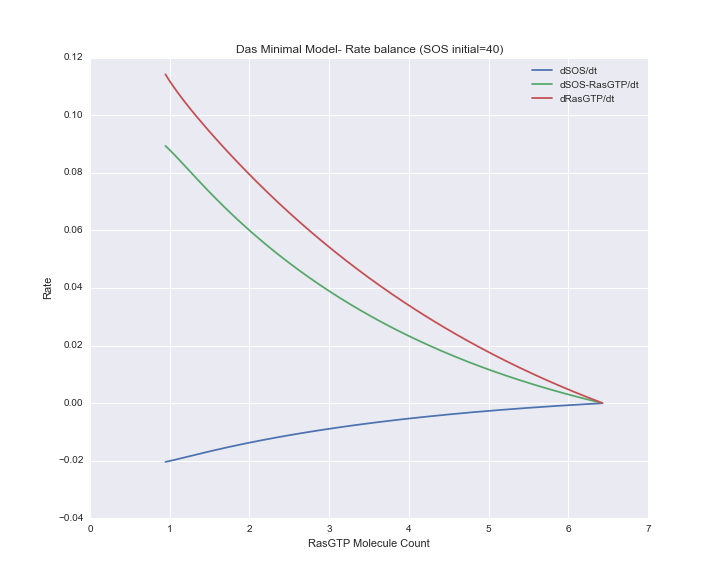 Das Minimal Model- Rate balance (SOS initial=40)
dSOS/dt
dSOS-RasGTP/dt
dRasGTP/dt
0.12
0.10
0.08
0.06
0.04
0.02
0.00
−0.02
−0.04
Rate
0 1 2 3 4 5 6 7
RasGTP Molecule Count